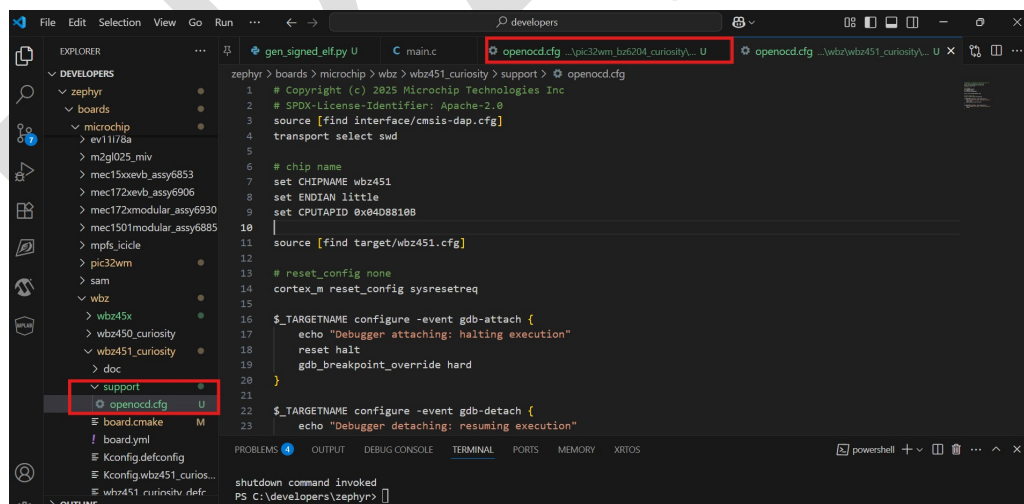 File Edit Selection View Go Run ... developers
EXPLORER ...
gen_signed_elf.py U
C main.c
openocd.cfg ...\pic32wm_bz6204_curiosity\... U
openocd.cfg ...\wbz\wbz451_curiosity\... U
DEVELOPERS
zephyr
boards
microchip
ev11l78a
m2gl025_miv
mec15xxevb_assy6853
mec172xevb_assy6906
mec172xmodular_assy6930
mec1501modular_assy6885
mpfs_icicle
pic32wm
sam
wbz
wbz45x
wbz450_curiosity
wbz451_curiosity
doc
support
openocd.cfg U
board.cmake M
board.yml
Kconfig.defconfig
Kconfig.wbz451_curios...
wbz451_curiosity_defc...
OUTLINE
7
MPLAB
zephyr > boards > microchip > wbz > wbz451_curiosity > support > openocd.cfg
1 # Copyright (c) 2025 Microchip Technologies Inc
2 # SPDX-License-Identifier: Apache-2.0
3 source [find interface/cmsis-dap.cfg]
4 transport select swd
5
6 # chip name
7 set CHIPNAME wbz451
8 set ENDIAN little
9 set CPUTAPID 0x04D8810B
10
11 source [find target/wbz451.cfg]
12
13 # reset_config none
14 cortex_m reset_config sysresetreq
15
16 $_TARGETNAME configure -event gdb-attach {
17 echo "Debugger attaching: halting execution"
18 reset halt
19 gdb_breakpoint_override hard
20 }
21
22 $_TARGETNAME configure -event gdb-detach {
23 echo "Debugger detaching: resuming execution"
PROBLEMS 4 OUTPUT DEBUG CONSOLE TERMINAL PORTS MEMORY XRTOS powershell
shutdown command invoked
PS C:\developers\zephyr>